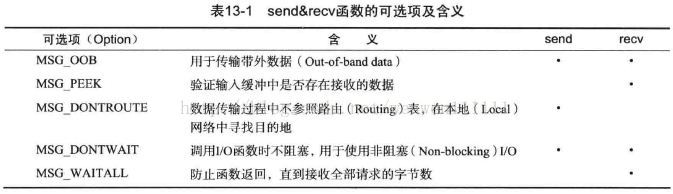 表13-1 send&recv函数的可选项及含义
可选项(Option) 含 义 send recv
MSG_OOB 用于传输带外数据(Out-of-band data) • •
MSG_PEEK 验证输入缓冲中是否存在接收的数据 •
MSG_DONTROUTE 数据传输过程中不参照路由(Routing)表,在本地(Local) •
网络中寻找目的地
MSG_DONTWAIT 调用I/O函数时不阻塞,用于使用非阻塞(Non-blocking)I/O • •
MSG_WAITALL 防止函数返回,直到接收全部请求的字节数 •